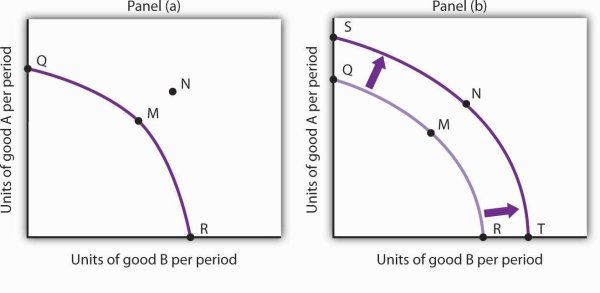 Panel (a)
Units of good A per period
Q
N
M
R
Units of good B per period
Panel (b)
Units of good A per period
S
Q
N
M
R
T
Units of good B per period